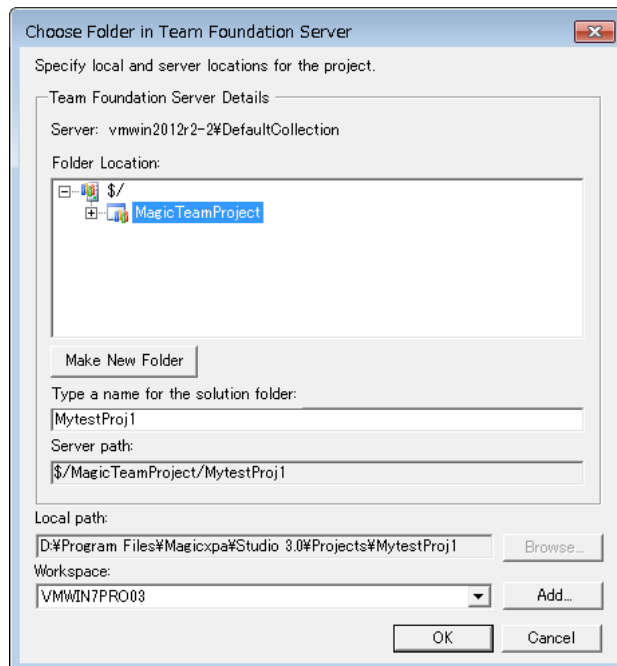 Choose Folder in Team Foundation Server
Specify local and server locations for the project.
Team Foundation Server Details
Server: vmwin2012r2-2¥DefaultCollection
Folder Location:
$/
MagicTeamProject
Make New Folder
Type a name for the solution folder:
MytestProj1
Server path:
$/MagicTeamProject/MytestProj1
Local path:
D:¥Program Files¥Magicxpa¥Studio 3.0¥Projects¥MytestProj1
Browse...
Workspace:
VMWIN7PRO03
Add...
OK
Cancel